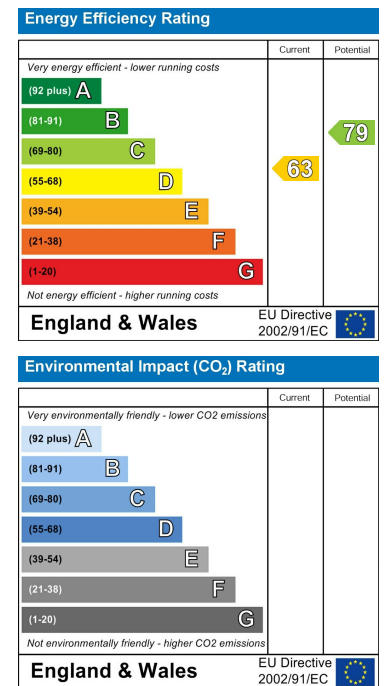 Energy Efficiency Rating
Current Potential
Very energy efficient - lower running costs
(92 plus) A
(81-91) B
(69-80) C
(55-68) D
(39-54) E
(21-38) F
(1-20) G
63
79
Not energy efficient - higher running costs
England & Wales
EU Directive
2002/91/EC
Environmental Impact (CO₂) Rating
Current Potential
Very environmentally friendly - lower CO2 emissions
(92 plus) A
(81-91) B
(69-80) C
(55-68) D
(39-54) E
(21-38) F
(1-20) G
Not environmentally friendly - higher CO2 emissions
England & Wales
EU Directive
2002/91/EC